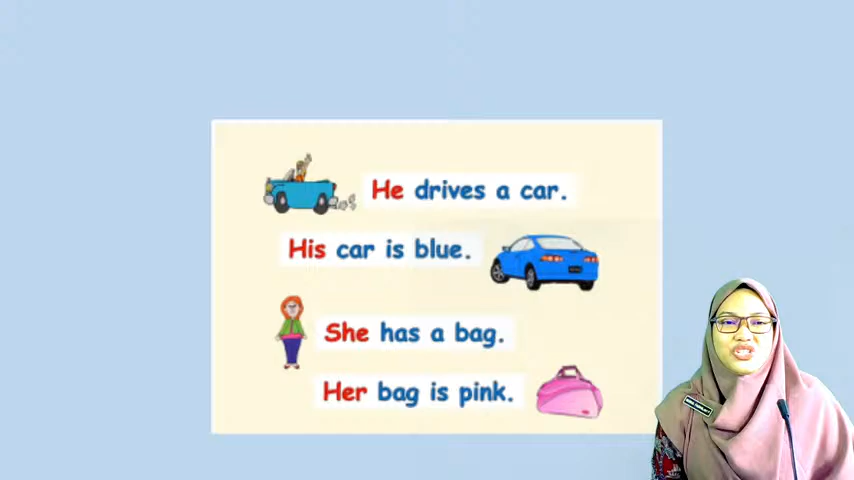 He drives a car.
His car is blue.
She has a bag.
Her bag is pink.